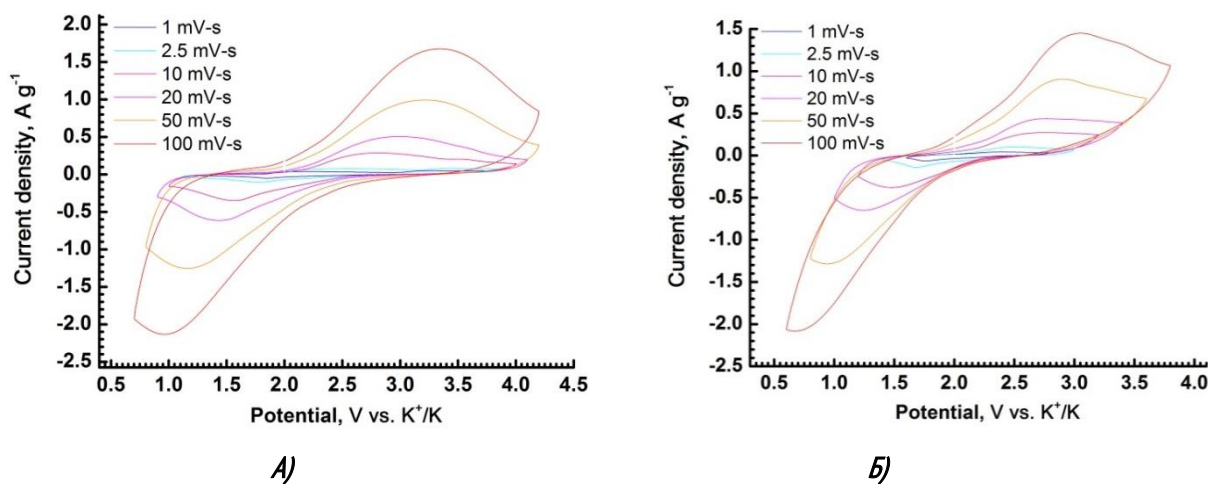 2.0
1.5
1.0
0.5
0.0
-0.5
-1.0
-1.5
-2.0
-2.5
Current density, A g⁻¹
1 mV-s
2.5 mV-s
10 mV-s
20 mV-s
50 mV-s
100 mV-s
0.5 1.0 1.5 2.0 2.5 3.0 3.5 4.0 4.5
Potential, V vs. K⁺/K
А)
1.5
1.0
0.5
0.0
-0.5
-1.0
-1.5
-2.0
-2.5
Current density, A g⁻¹
1 mV-s
2.5 mV-s
10 mV-s
20 mV-s
50 mV-s
100 mV-s
0.5 1.0 1.5 2.0 2.5 3.0 3.5 4.0
Potential, V vs. K⁺/K
Б)